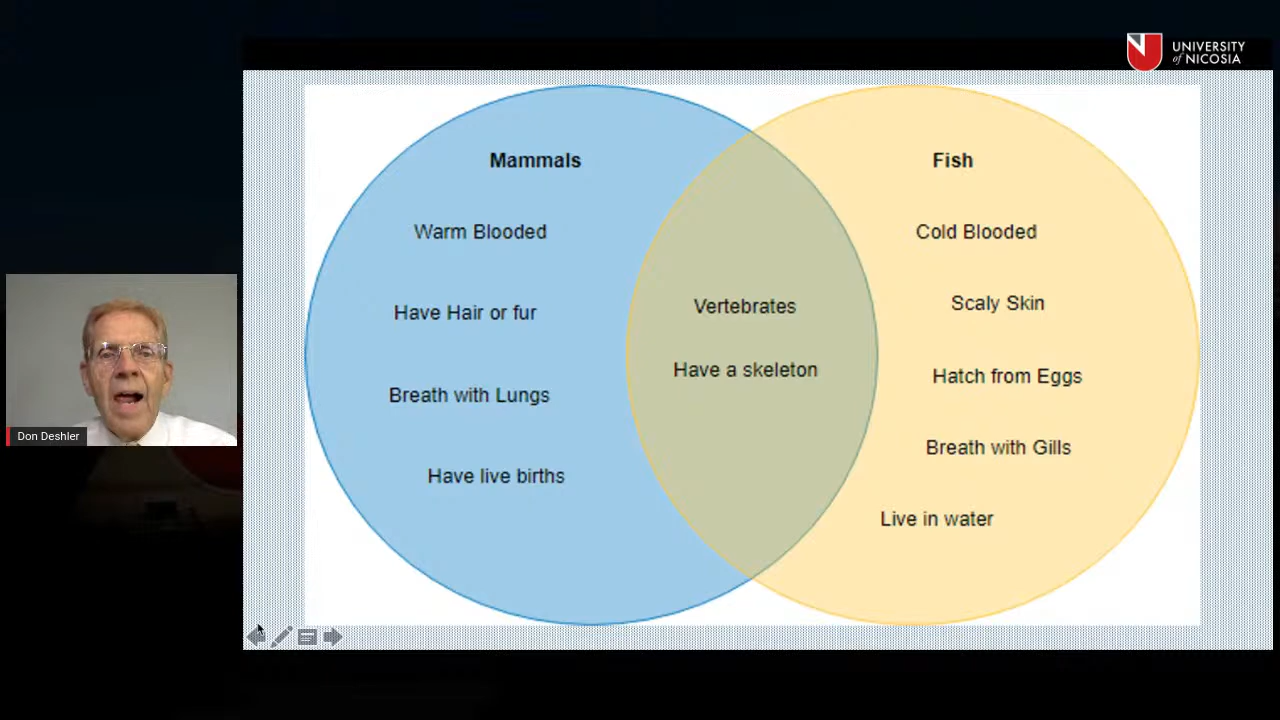 UNIVERSITY
of NICOSIA
Mammals
Fish
Warm Blooded
Cold Blooded
Have Hair or fur
Vertebrates
Scaly Skin
Have a skeleton
Hatch from Eggs
Breath with Lungs
Breath with Gills
Have live births
Live in water
Don Deshler